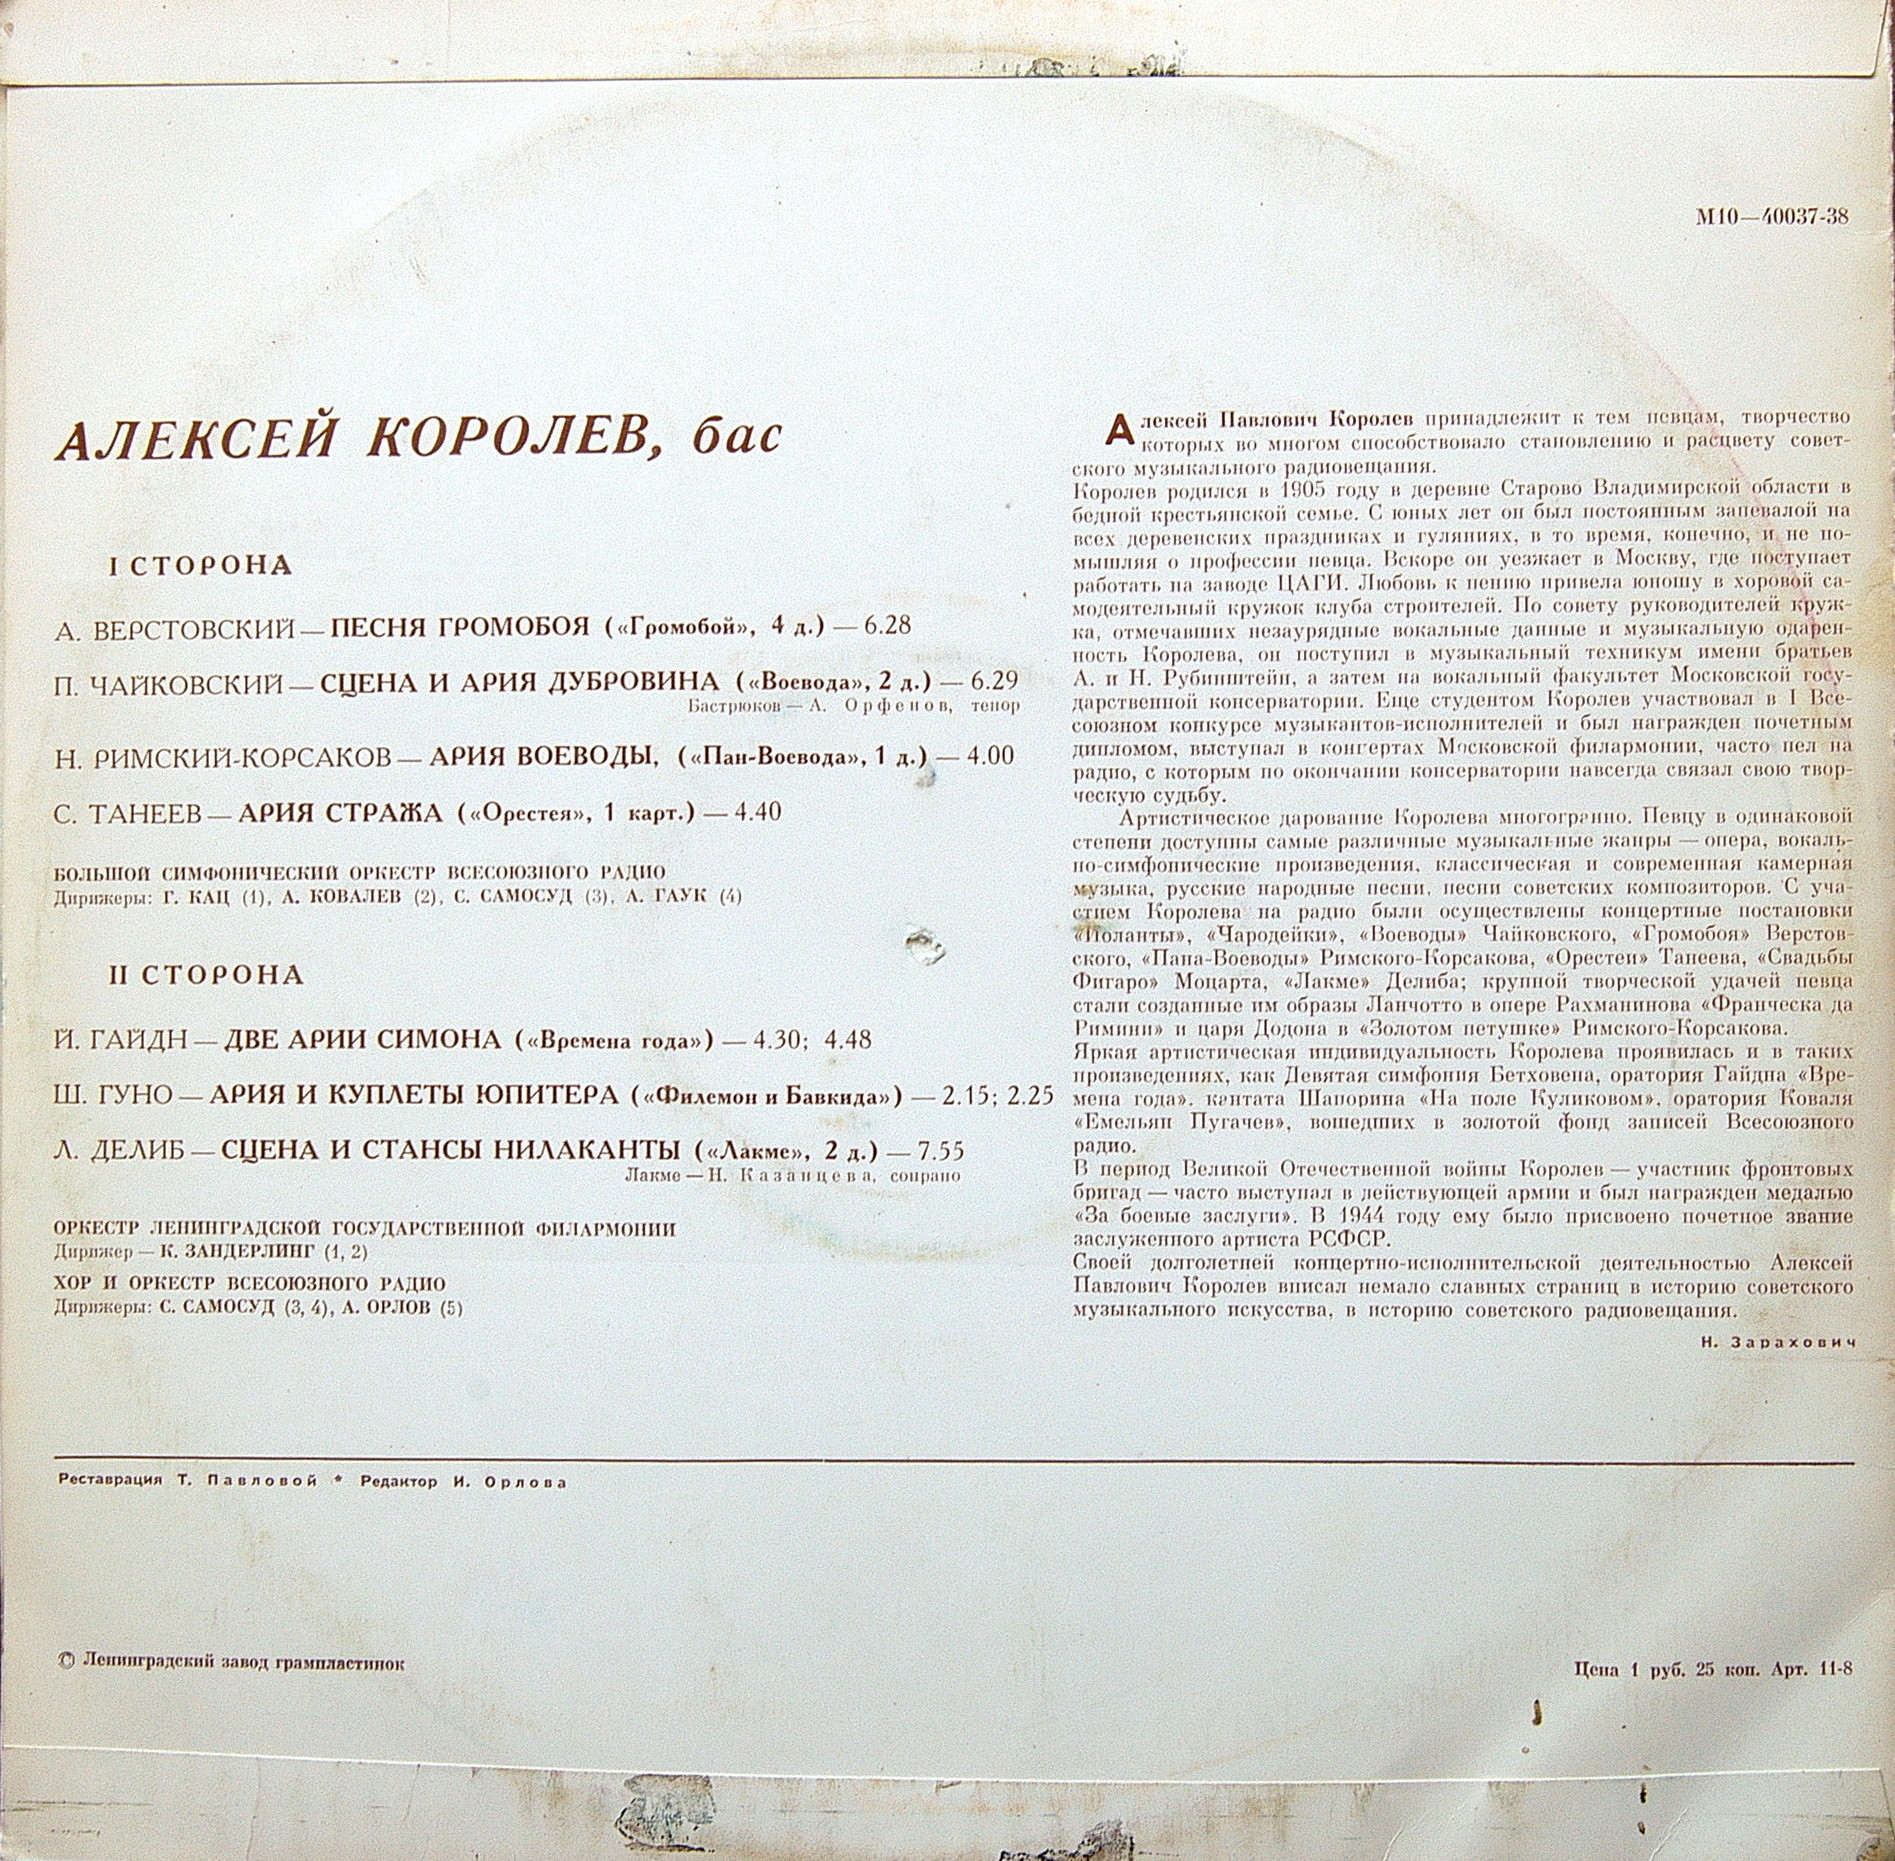 М10—40037-38
АЛЕКСЕЙ КОРОЛЕВ, бас
I СТОРОНА
А. ВЕРСТОВСКИЙ — ПЕСНЯ ГРОМОБОЯ («Громобой», 4 д.) — 6.28
П. ЧАЙКОВСКИЙ — СЦЕНА И АРИЯ ДУБРОВИНА («Воевода», 2 д.) — 6.29
Бастрюков — А. Орфенов, тенор
Н. РИМСКИЙ-КОРСАКОВ — АРИЯ ВОЕВОДЫ, («Пан-Воевода», 1 д.) — 4.00
С. ТАНЕЕВ — АРИЯ СТРАЖА («Орестея», 1 карт.) — 4.40
БОЛЬШОЙ СИМФОНИЧЕСКИЙ ОРКЕСТР ВСЕСОЮЗНОГО РАДИО
Дирижеры: Г. КАЦ (1), А. КОВАЛЕВ (2), С. САМОСУД (3), А. ГАУК (4)
II СТОРОНА
Й. ГАЙДН — ДВЕ АРИИ СИМОНА («Времена года») — 4.30; 4.48
Ш. ГУНО — АРИЯ И КУПЛЕТЫ ЮПИТЕРА («Филемон и Бавкида») — 2.15; 2.25
Л. ДЕЛИБ — СЦЕНА И СТАНСЫ НИЛАКАНТЫ («Лакме», 2 д.) — 7.55
Лакме — Н. Казанцева, сопрано
ОРКЕСТР ЛЕНИНГРАДСКОЙ ГОСУДАРСТВЕННОЙ ФИЛАРМОНИИ
Дирижер — К. ЗАНДЕРЛИНГ (1, 2)
ХОР И ОРКЕСТР ВСЕСОЮЗНОГО РАДИО
Дирижеры: С. САМОСУД (3, 4), А. ОРЛОВ (5)
Алексей Павлович Королев принадлежит к тем певцам, творчество
которых во многом способствовало становлению и расцвету совет-
ского музыкального радиовещания.
Королев родился в 1905 году в деревне Старово Владимирской области в
бедной крестьянской семье. С юных лет он был постоянным запевалой на
всех деревенских праздниках и гуляниях, в то время, конечно, и не по-
мышляя о профессии певца. Вскоре он уезжает в Москву, где поступает
работать на заводе ЦАГИ. Любовь к пению привела юношу в хоровой са-
модеятельный кружок клуба строителей. По совету руководителей круж-
ка, отмечавших незаурядные вокальные данные и музыкальную одарен-
ность Королева, он поступил в музыкальный техникум имени братьев
А. и Н. Рубинштейн, а затем на вокальный факультет Московской госу-
дарственной консерватории. Еще студентом Королев участвовал в I Все-
союзном конкурсе музыкантов-исполнителей и был награжден почетным
дипломом, выступал в концертах Московской филармонии, часто пел на
радио, с которым по окончании консерватории навсегда связал свою твор-
ческую судьбу.
Артистическое дарование Королева многогранно. Певцу в одинаковой
степени доступны самые различные музыкальные жанры — опера, вокаль-
но-симфонические произведения, классическая и современная камерная
музыка, русские народные песни, песни советских композиторов. С уча-
стием Королева на радио были осуществлены концертные постановки
«Иоланты», «Чародейки», «Воеводы» Чайковского, «Громобоя» Верстов-
ского, «Пана-Воеводы» Римского-Корсакова, «Орестеи» Танеева, «Свадьбы
Фигаро» Моцарта, «Лакме» Делиба; крупной творческой удачей певца
стали созданные им образы Ланчотто в опере Рахманинова «Франческа да
Римини» и царя Додона в «Золотом петушке» Римского-Корсакова.
Яркая артистическая индивидуальность Королева проявилась и в таких
произведениях, как Девятая симфония Бетховена, оратория Гайдна «Вре-
мена года», кантата Шапорина «На поле Куликовом», оратория Коваля
«Емельян Пугачев», вошедших в золотой фонд записей Всесоюзного
радио.
В период Великой Отечественной войны Королев — участник фронтовых
бригад — часто выступал в действующей армии и был награжден медалью
«За боевые заслуги». В 1944 году ему было присвоено почетное звание
заслуженного артиста РСФСР.
Своей долголетней концертно-исполнительской деятельностью Алексей
Павлович Королев вписал немало славных страниц в историю советского
музыкального искусства, в историю советского радиовещания.
Н. Зарахович
Реставрация Т. Павловой * Редактор И. Орлова
© Ленинградский завод грампластинок
Цена 1 руб. 25 коп. Арт. 11-8